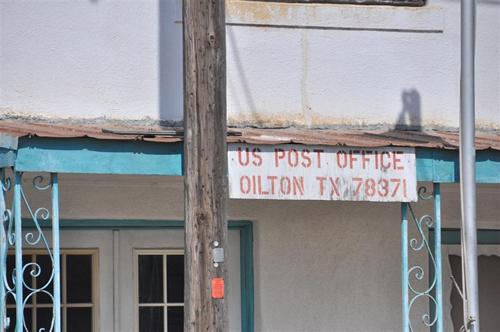 US POST OFFICE
OILTON TX 78371